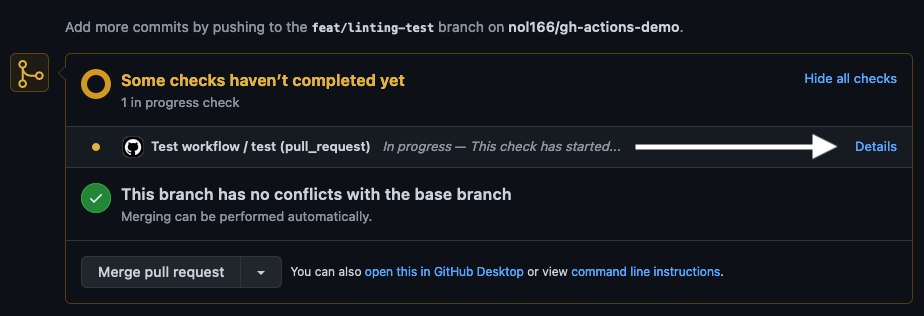 Add more commits by pushing to the feat/linting-test branch on nol166/gh-actions-demo.
Some checks haven’t completed yet
Hide all checks
1 in progress check
Test workflow / test (pull_request) In progress — This check has started...
Details
This branch has no conflicts with the base branch
Merging can be performed automatically.
Merge pull request
You can also open this in GitHub Desktop or view command line instructions.